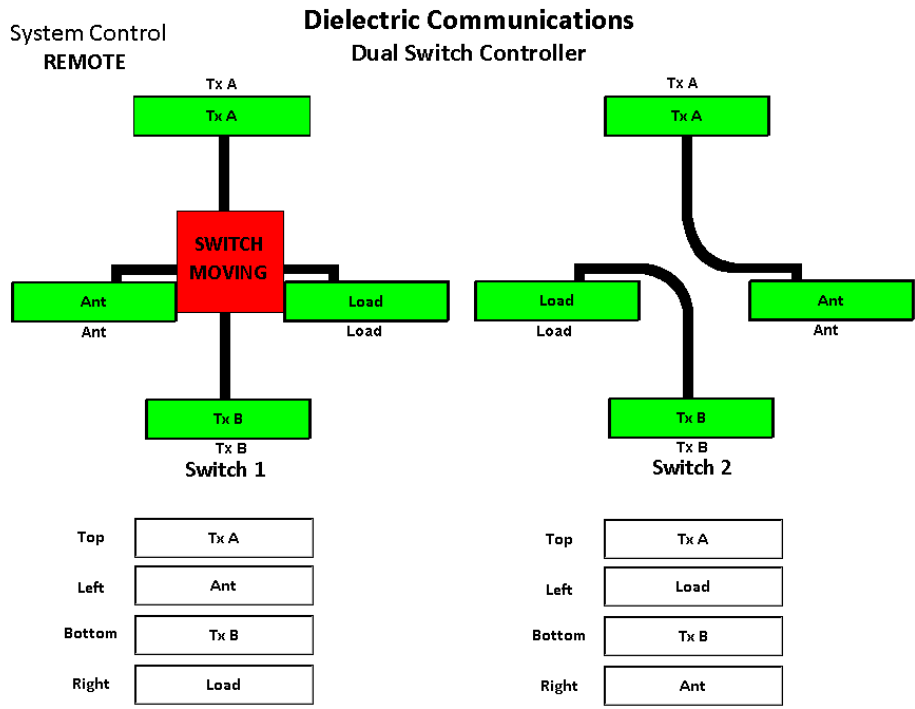 System Control
REMOTE
Dielectric Communications
Dual Switch Controller
Tx A
Tx A
SWITCH
MOVING
Ant
Ant
Load
Load
Tx B
Tx B
Switch 1
Tx A
Tx A
Load
Load
Ant
Ant
Tx B
Tx B
Switch 2
Top Tx A
Left Ant
Bottom Tx B
Right Load
Top Tx A
Left Load
Bottom Tx B
Right Ant